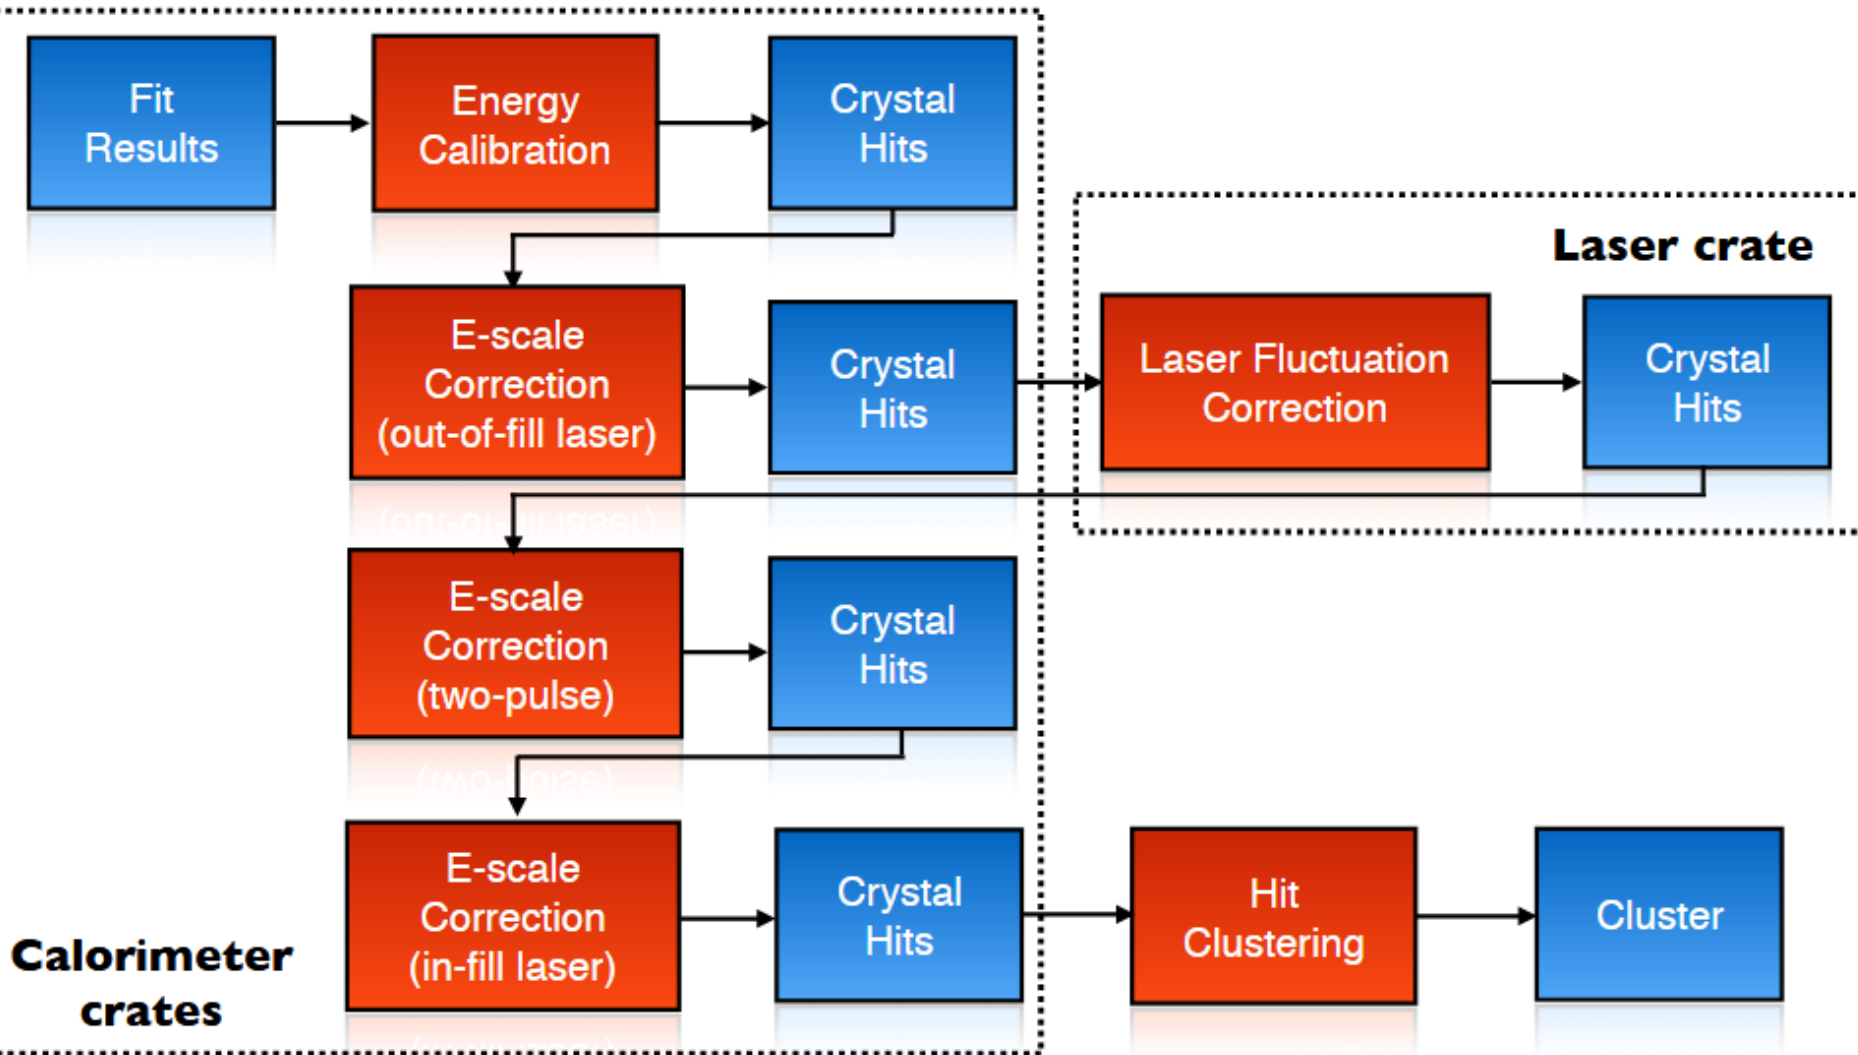 Fit
Results
Energy
Calibration
Crystal
Hits
Laser crate
E-scale
Correction
(out-of-fill laser)
Crystal
Hits
Laser Fluctuation
Correction
Crystal
Hits
E-scale
Correction
(two-pulse)
Crystal
Hits
E-scale
Correction
(in-fill laser)
Crystal
Hits
Hit
Clustering
Cluster
Calorimeter
crates